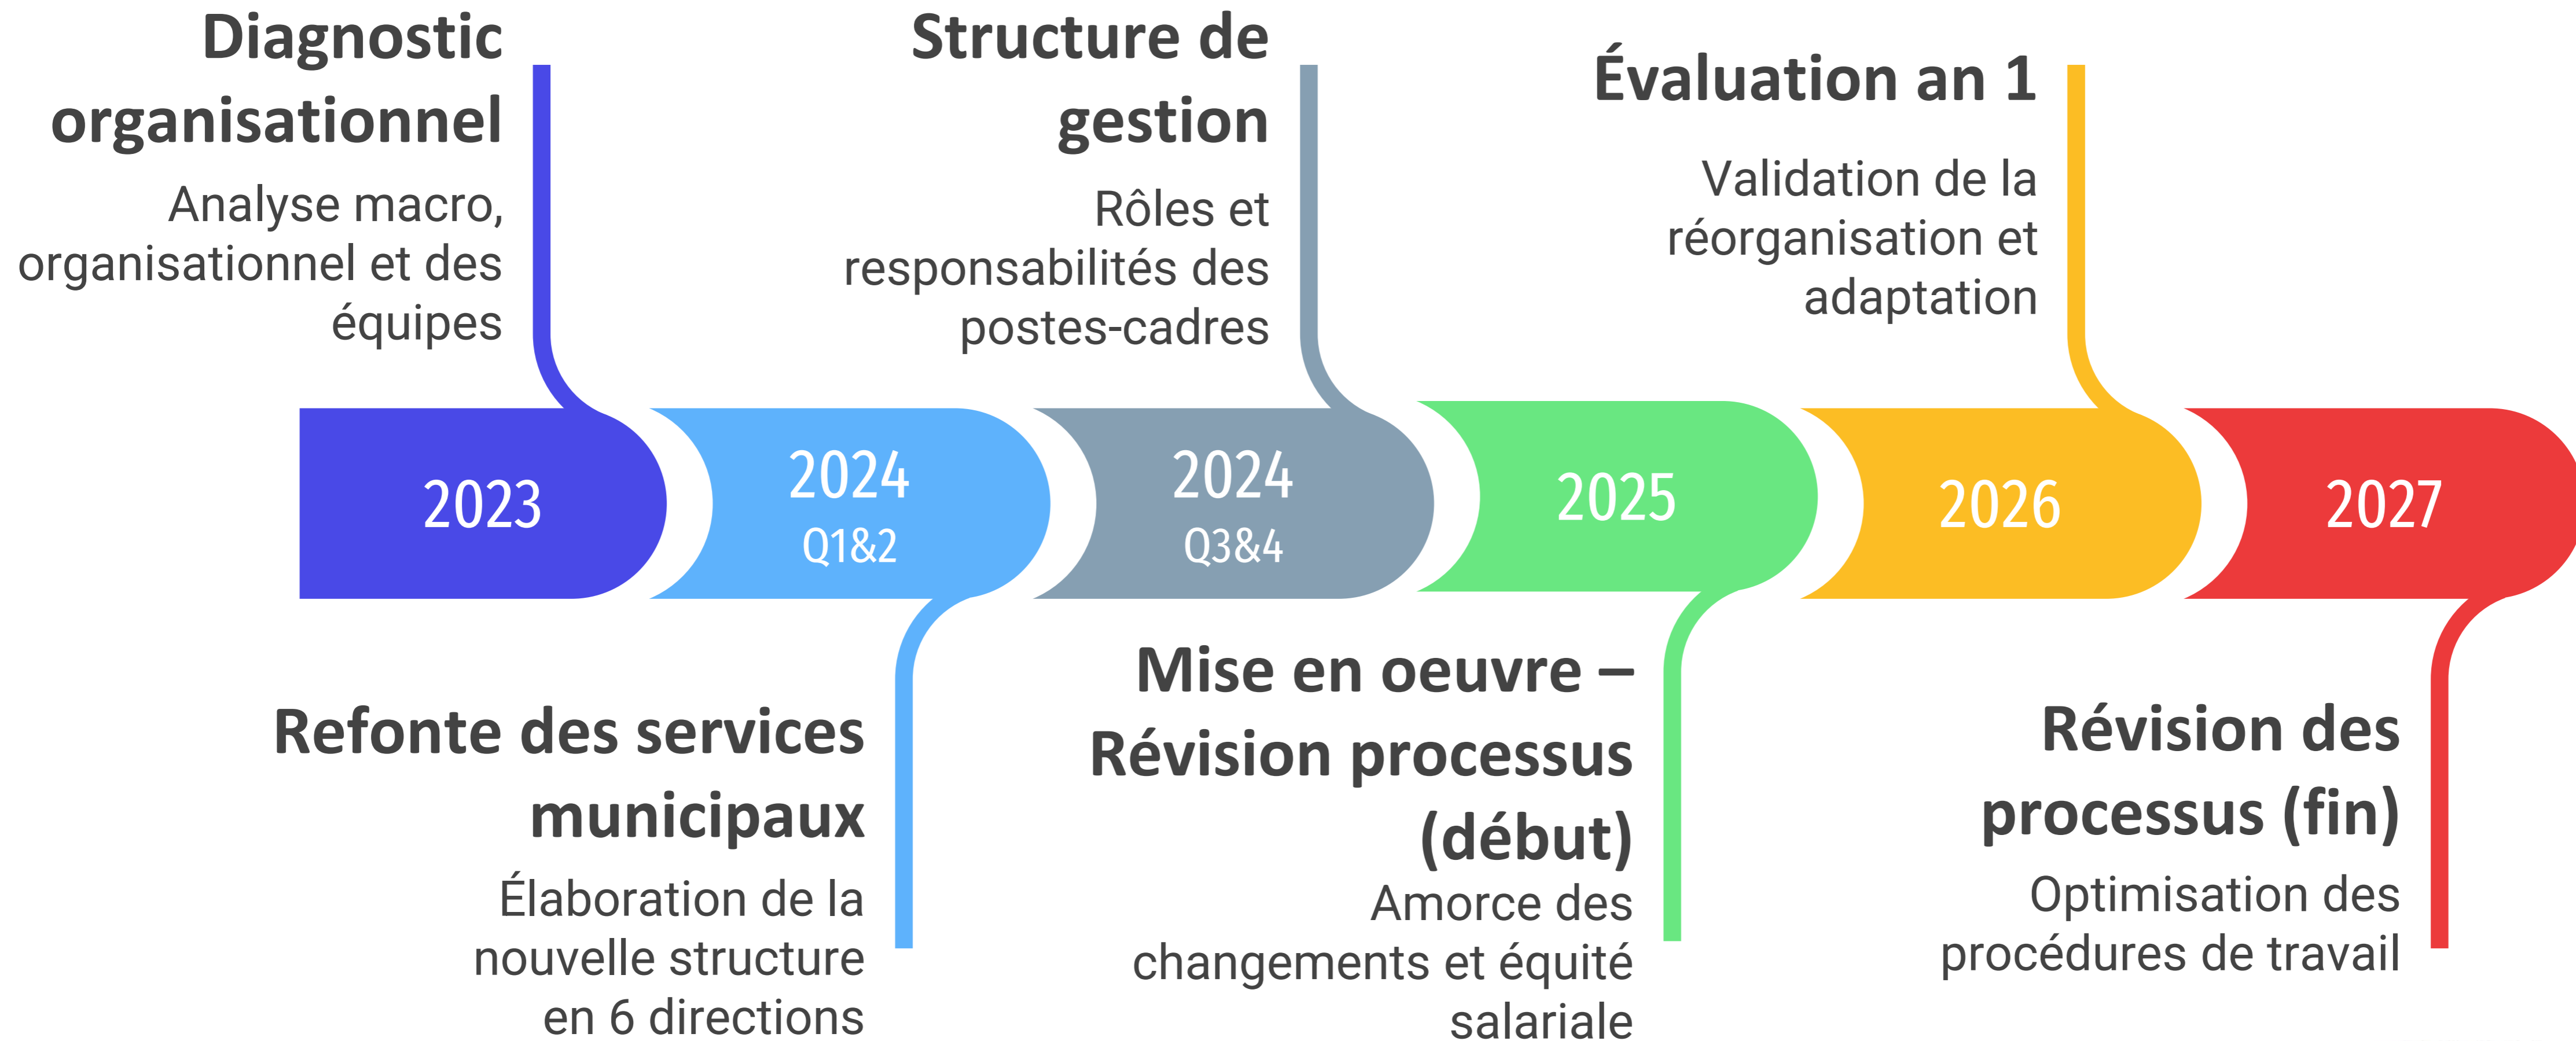 Diagnostic
organisationnel
Analyse macro,
organisationnel et des
équipes
Structure de
gestion
Rôles et
responsabilités des
postes-cadres
Évaluation an 1
Validation de la
réorganisation et
adaptation
2023
2024
Q1&2
2024
Q3&4
2025
2026
2027
Refonte des services
municipaux
Élaboration de la
nouvelle structure
en 6 directions
Mise en oeuvre –
Révision processus
(début)
Amorce des
changements et équité
salariale
Révision des
processus (fin)
Optimisation des
procédures de travail